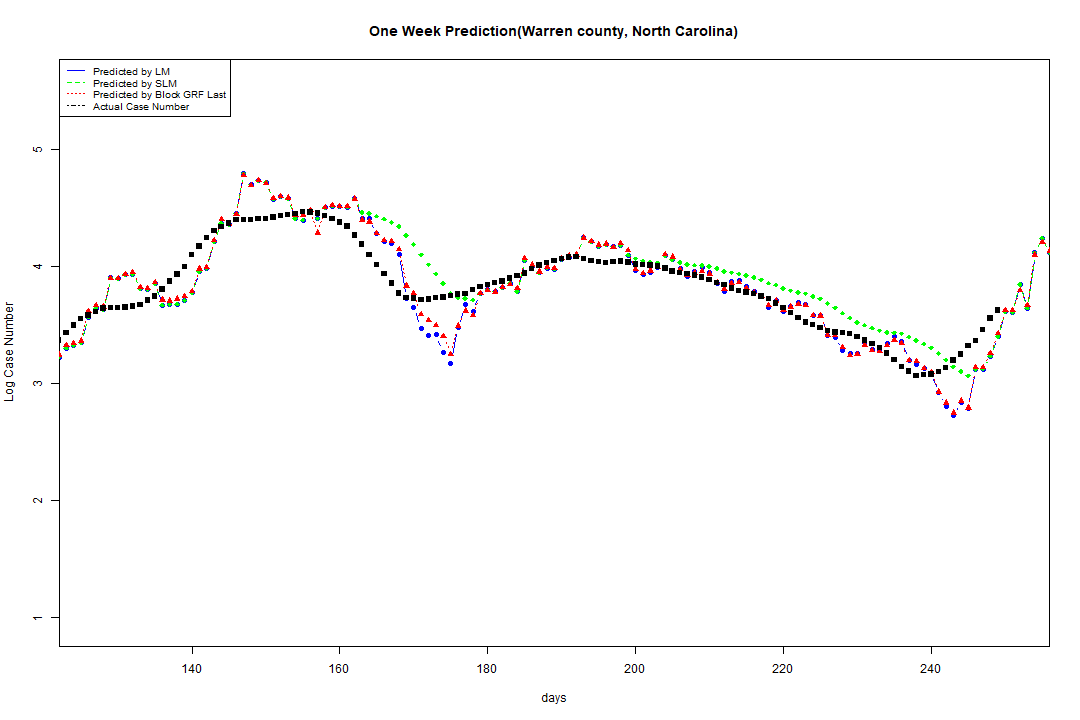 One Week Prediction(Warren county, North Carolina)
Predicted by LM
Predicted by SLM
Predicted by Block GRF Last
Actual Case Number
5
4
3
2
1
Log Case Number
140 160 180 200 220 240
days